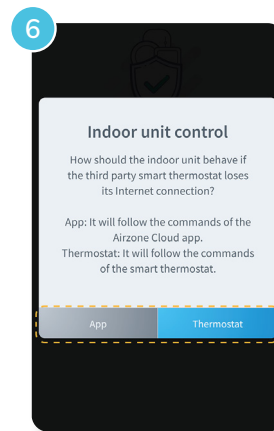 6
Indoor unit control
How should the indoor unit behave if
the third party smart thermostat loses
its Internet connection?
App: It will follow the commands of the
Airzone Cloud app.
Thermostat: It will follow the commands
of the smart thermostat.
App
Thermostat